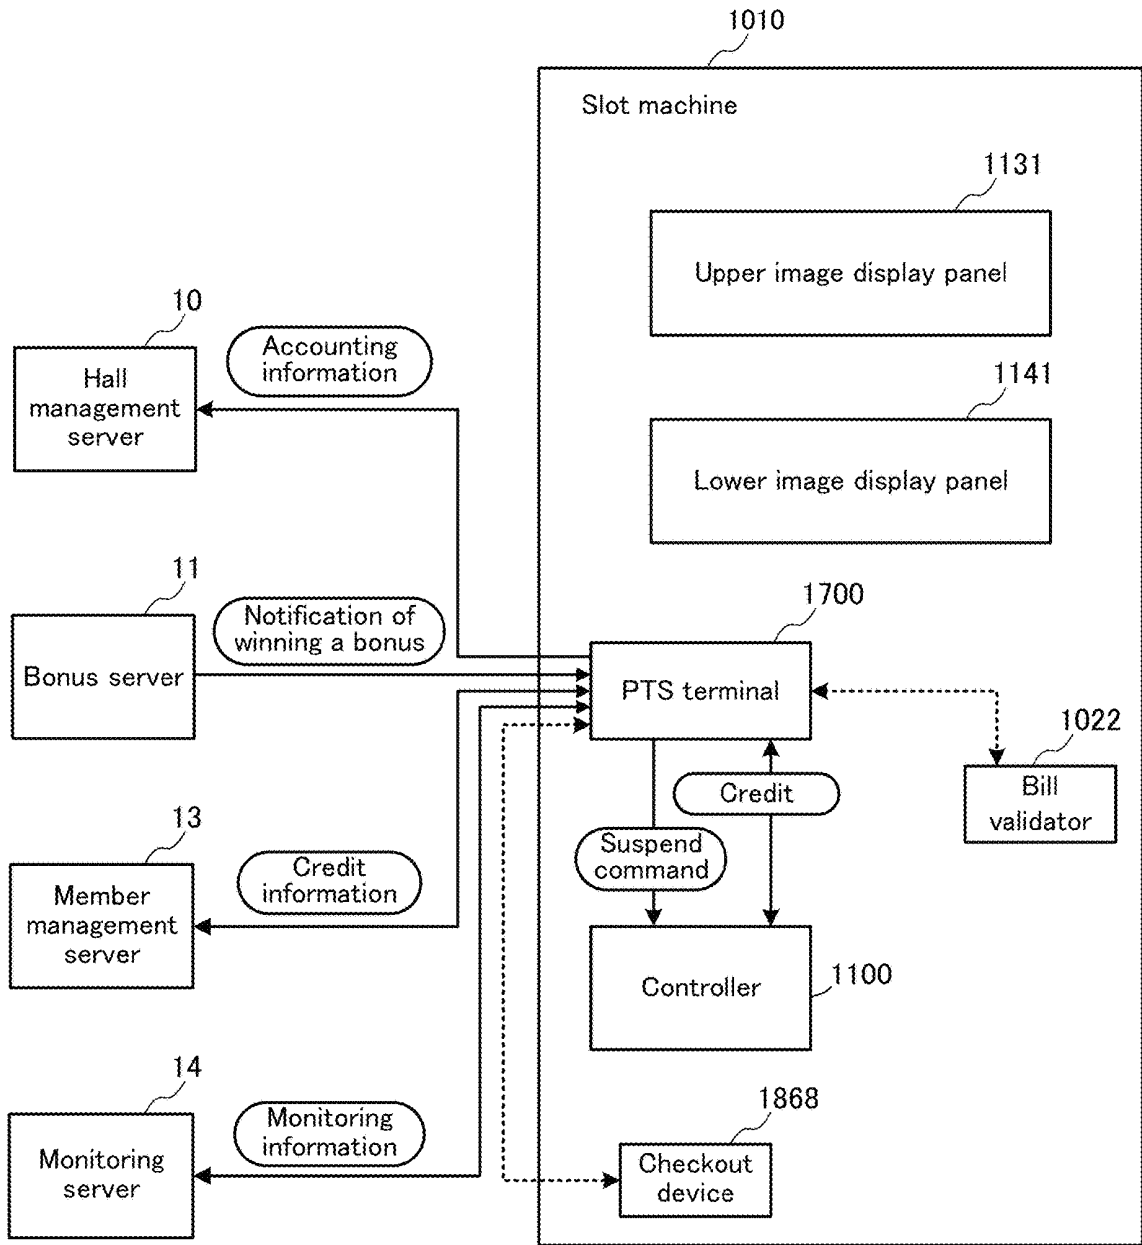 1010
Slot machine
1131
Upper image display panel
10
Hall
management
server
Accounting
information
1141
Lower image display panel
11
Bonus server
Notification of
winning a bonus
1700
PTS terminal
1022
Bill
validator
Credit
Suspend
command
13
Member
management
server
Credit
information
Controller
1100
14
Monitoring
server
Monitoring
information
1868
Checkout
device